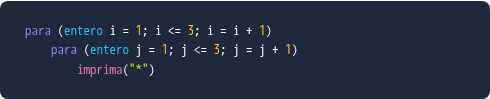 para (entero i = 1; i <= 3; i = i + 1)
    para (entero j = 1; j <= 3; j = j + 1)
        imprima("*")